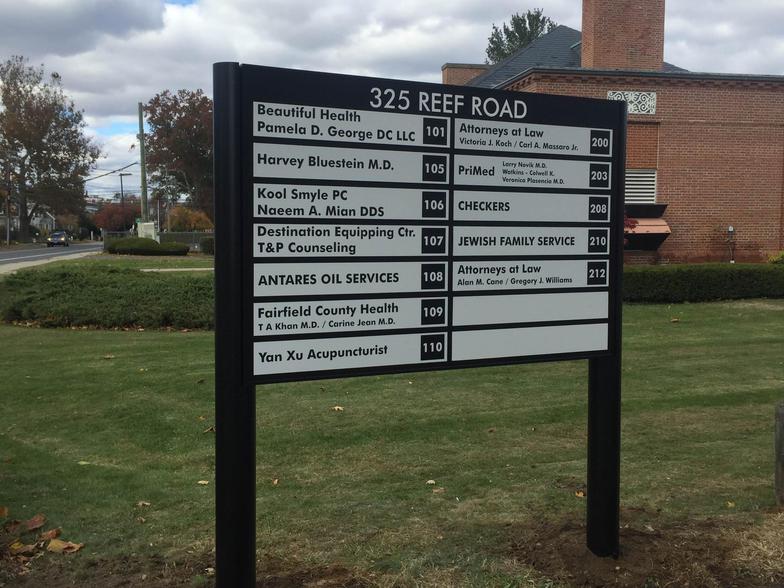 325 REEF ROAD
Beautiful Health
Pamela D. George DC LLC 101
Harvey Bluestein M.D. 105
Kool Smyle PC
Naeem A. Mian DDS 106
Destination Equipping Ctr.
T&P Counseling 107
ANTARES OIL SERVICES 108
Fairfield County Health
T A Khan M.D. / Carine Jean M.D. 109
Yan Xu Acupuncturist 110
Attorneys at Law
Victoria J. Koch / Carl A. Massaro Jr. 200
PriMed
Larry Novik M.D.
Watkins - Colwell K.
Veronica Plasencia M.D. 203
CHECKERS 208
JEWISH FAMILY SERVICE 210
Attorneys at Law
Alan M. Cane / Gregory J. Williams 212